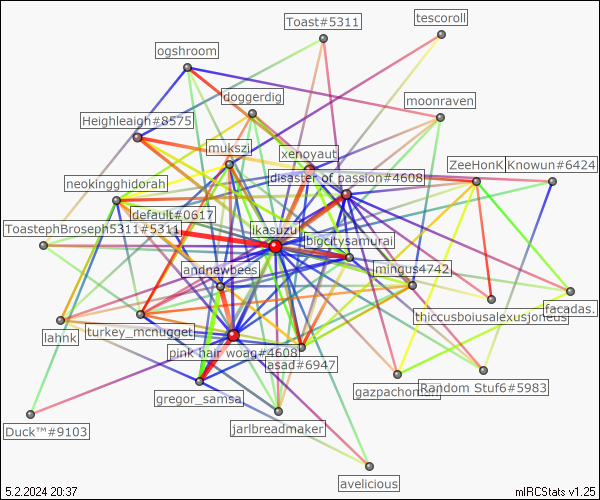 Toast#5311
tescoroll
ogshroom
doggerdig
moonraven
Heighleaigh#8575
mukszi
xenoyaut
ZeeHonK
Knowun#6424
neokingghidorah
disaster of passion#4608
default#0617
ToastephBroseph5311#5311
ikasuzu
bigcitysamurai
andnewbees
mingus4742
facadas.
thiccusboiusalexusjoneus
lahnk
turkey_mcnugget
pink hair woag#4608
asad#6947
gazpachoman
Random Stuf6#5983
gregor_samsa
jarlbreadmaker
Duck™#9103
avelicious
5.2.2024 20:37
mIRCStats v1.25